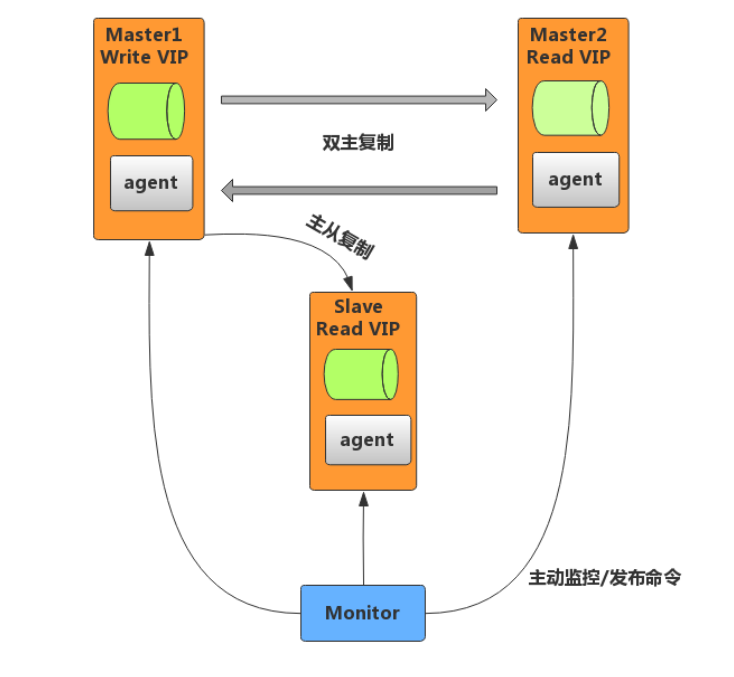 Master1
Write VIP
agent
Master2
Read VIP
agent
双主复制
主从复制
Slave
Read VIP
agent
主动监控/发布命令
Monitor